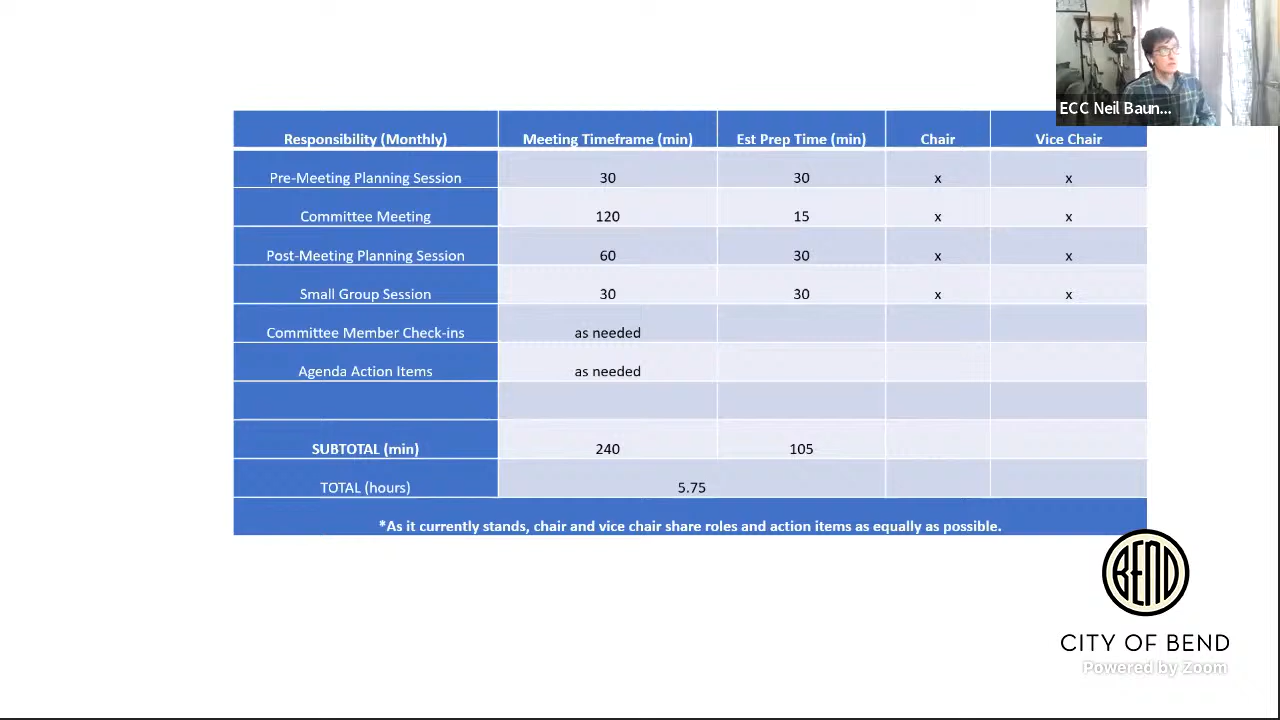 ECC Neil Baun...
Responsibility (Monthly) Meeting Timeframe (min) Est Prep Time (min) Chair Vice Chair
Pre-Meeting Planning Session 30 30 x x
Committee Meeting 120 15 x x
Post-Meeting Planning Session 60 30 x x
Small Group Session 30 30 x x
Committee Member Check-ins as needed
Agenda Action Items as needed
SUBTOTAL (min) 240 105
TOTAL (hours) 5.75
*As it currently stands, chair and vice chair share roles and action items as equally as possible.
BEND
CITY OF BEND
Powered by Zoom